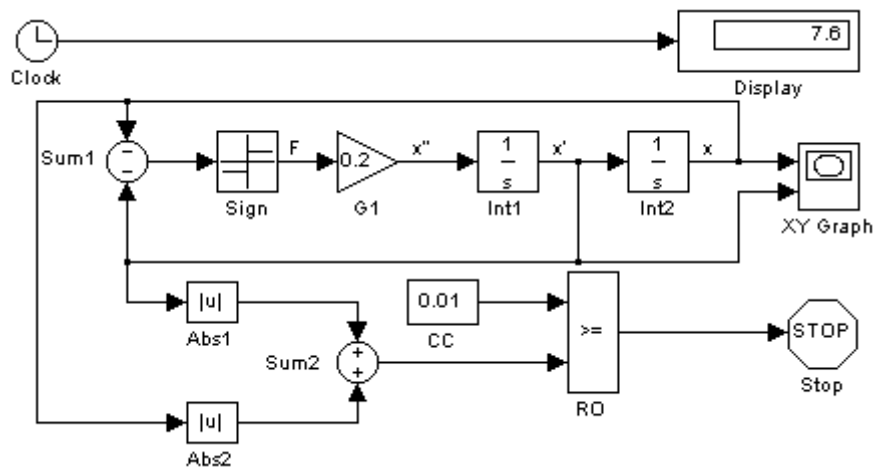 7.6
Clock
Display
Sum1
−
−
Sign
F
0.2
G1
x"
1
s
Int1
x'
1
s
Int2
x
XY Graph
|u|
Abs1
0.01
CC
>=
RO
STOP
Stop
Sum2
+
+
|u|
Abs2